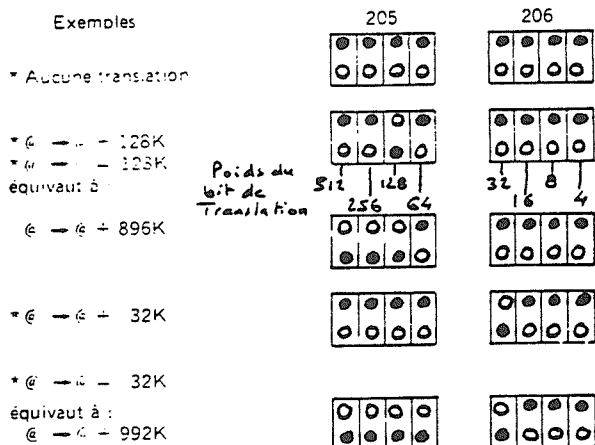 Exemples 205 206
* Aucune translation
* @ → @ + 128K
* @ → @ − 128K
équivaut à :
@ → @ + 896K
Poids du
bit de
Translation
512 128 32 8
256 64 16 4
* @ → @ + 32K
* @ → @ − 32K
équivaut à :
@ → @ + 992K